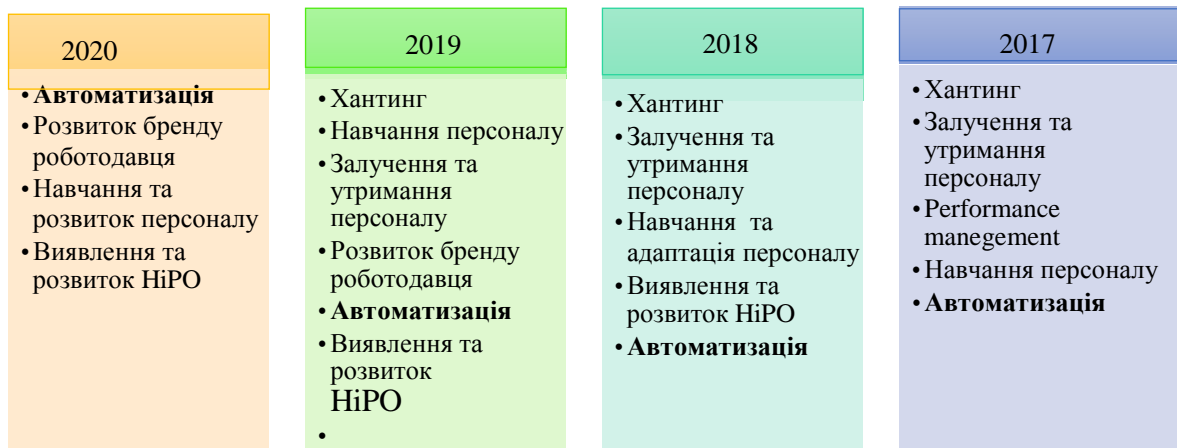 2020
• Автоматизація
• Розвиток бренду
роботодавця
• Навчання та
розвиток персоналу
• Виявлення та
розвиток HiPO
2019
• Хантинг
• Навчання персоналу
• Залучення та
утримання
персоналу
• Розвиток бренду
роботодавця
• Автоматизація
• Виявлення та
розвиток
HiPO
•
2018
• Хантинг
• Залучення та
утримання
персоналу
• Навчання та
адаптація персоналу
• Виявлення та
розвиток HiPO
• Автоматизація
2017
• Хантинг
• Залучення та
утримання
персоналу
• Performance
manegement
• Навчання персоналу
• Автоматизація